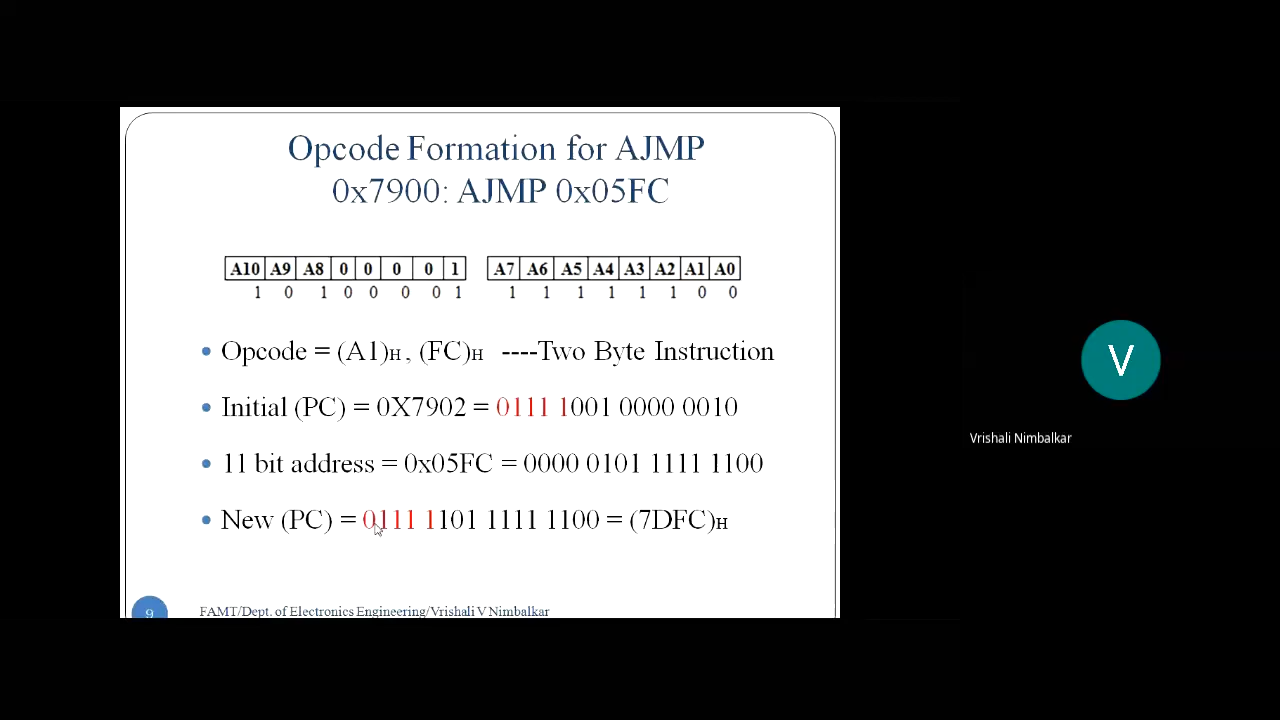 Opcode Formation for AJMP
0x7900: AJMP 0x05FC
A10 A9 A8 0 0 0 0 1 A7 A6 A5 A4 A3 A2 A1 A0
1 0 1 0 0 0 0 1 1 1 1 1 1 1 0 0
• Opcode = (A1)H , (FC)H ----Two Byte Instruction
• Initial (PC) = 0X7902 = 0111 1001 0000 0010
• 11 bit address = 0x05FC = 0000 0101 1111 1100
• New (PC) = 0111 1101 1111 1100 = (7DFC)H
9 FAMT/Dept. of Electronics Engineering/Vrishali V Nimbalkar
V
Vrishali Nimbalkar